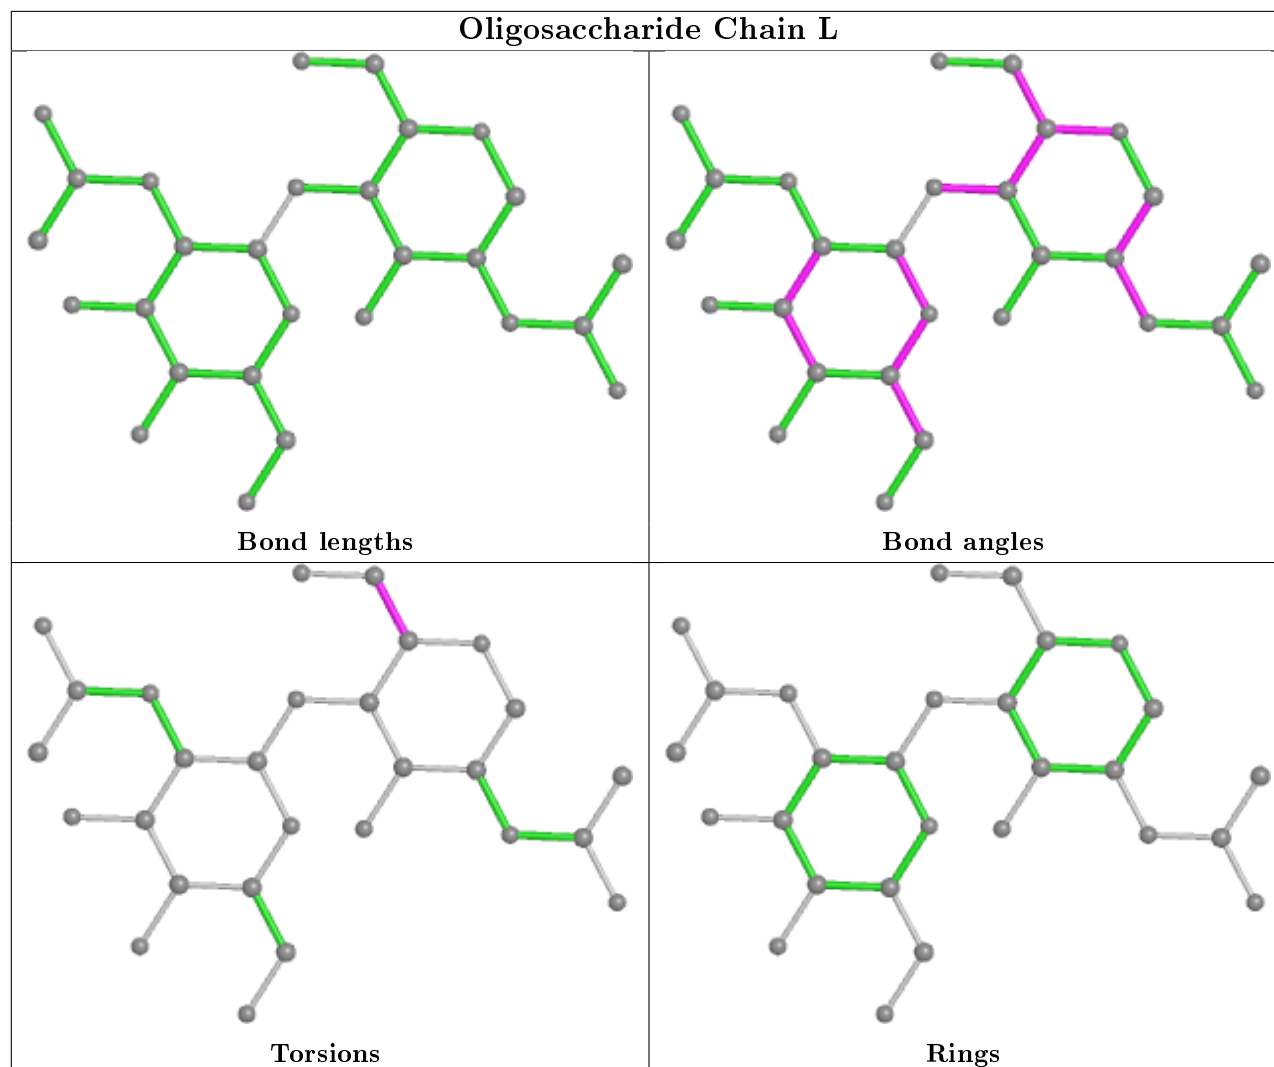 Oligosaccharide Chain L
Bond lengths
Bond angles
Torsions
Rings